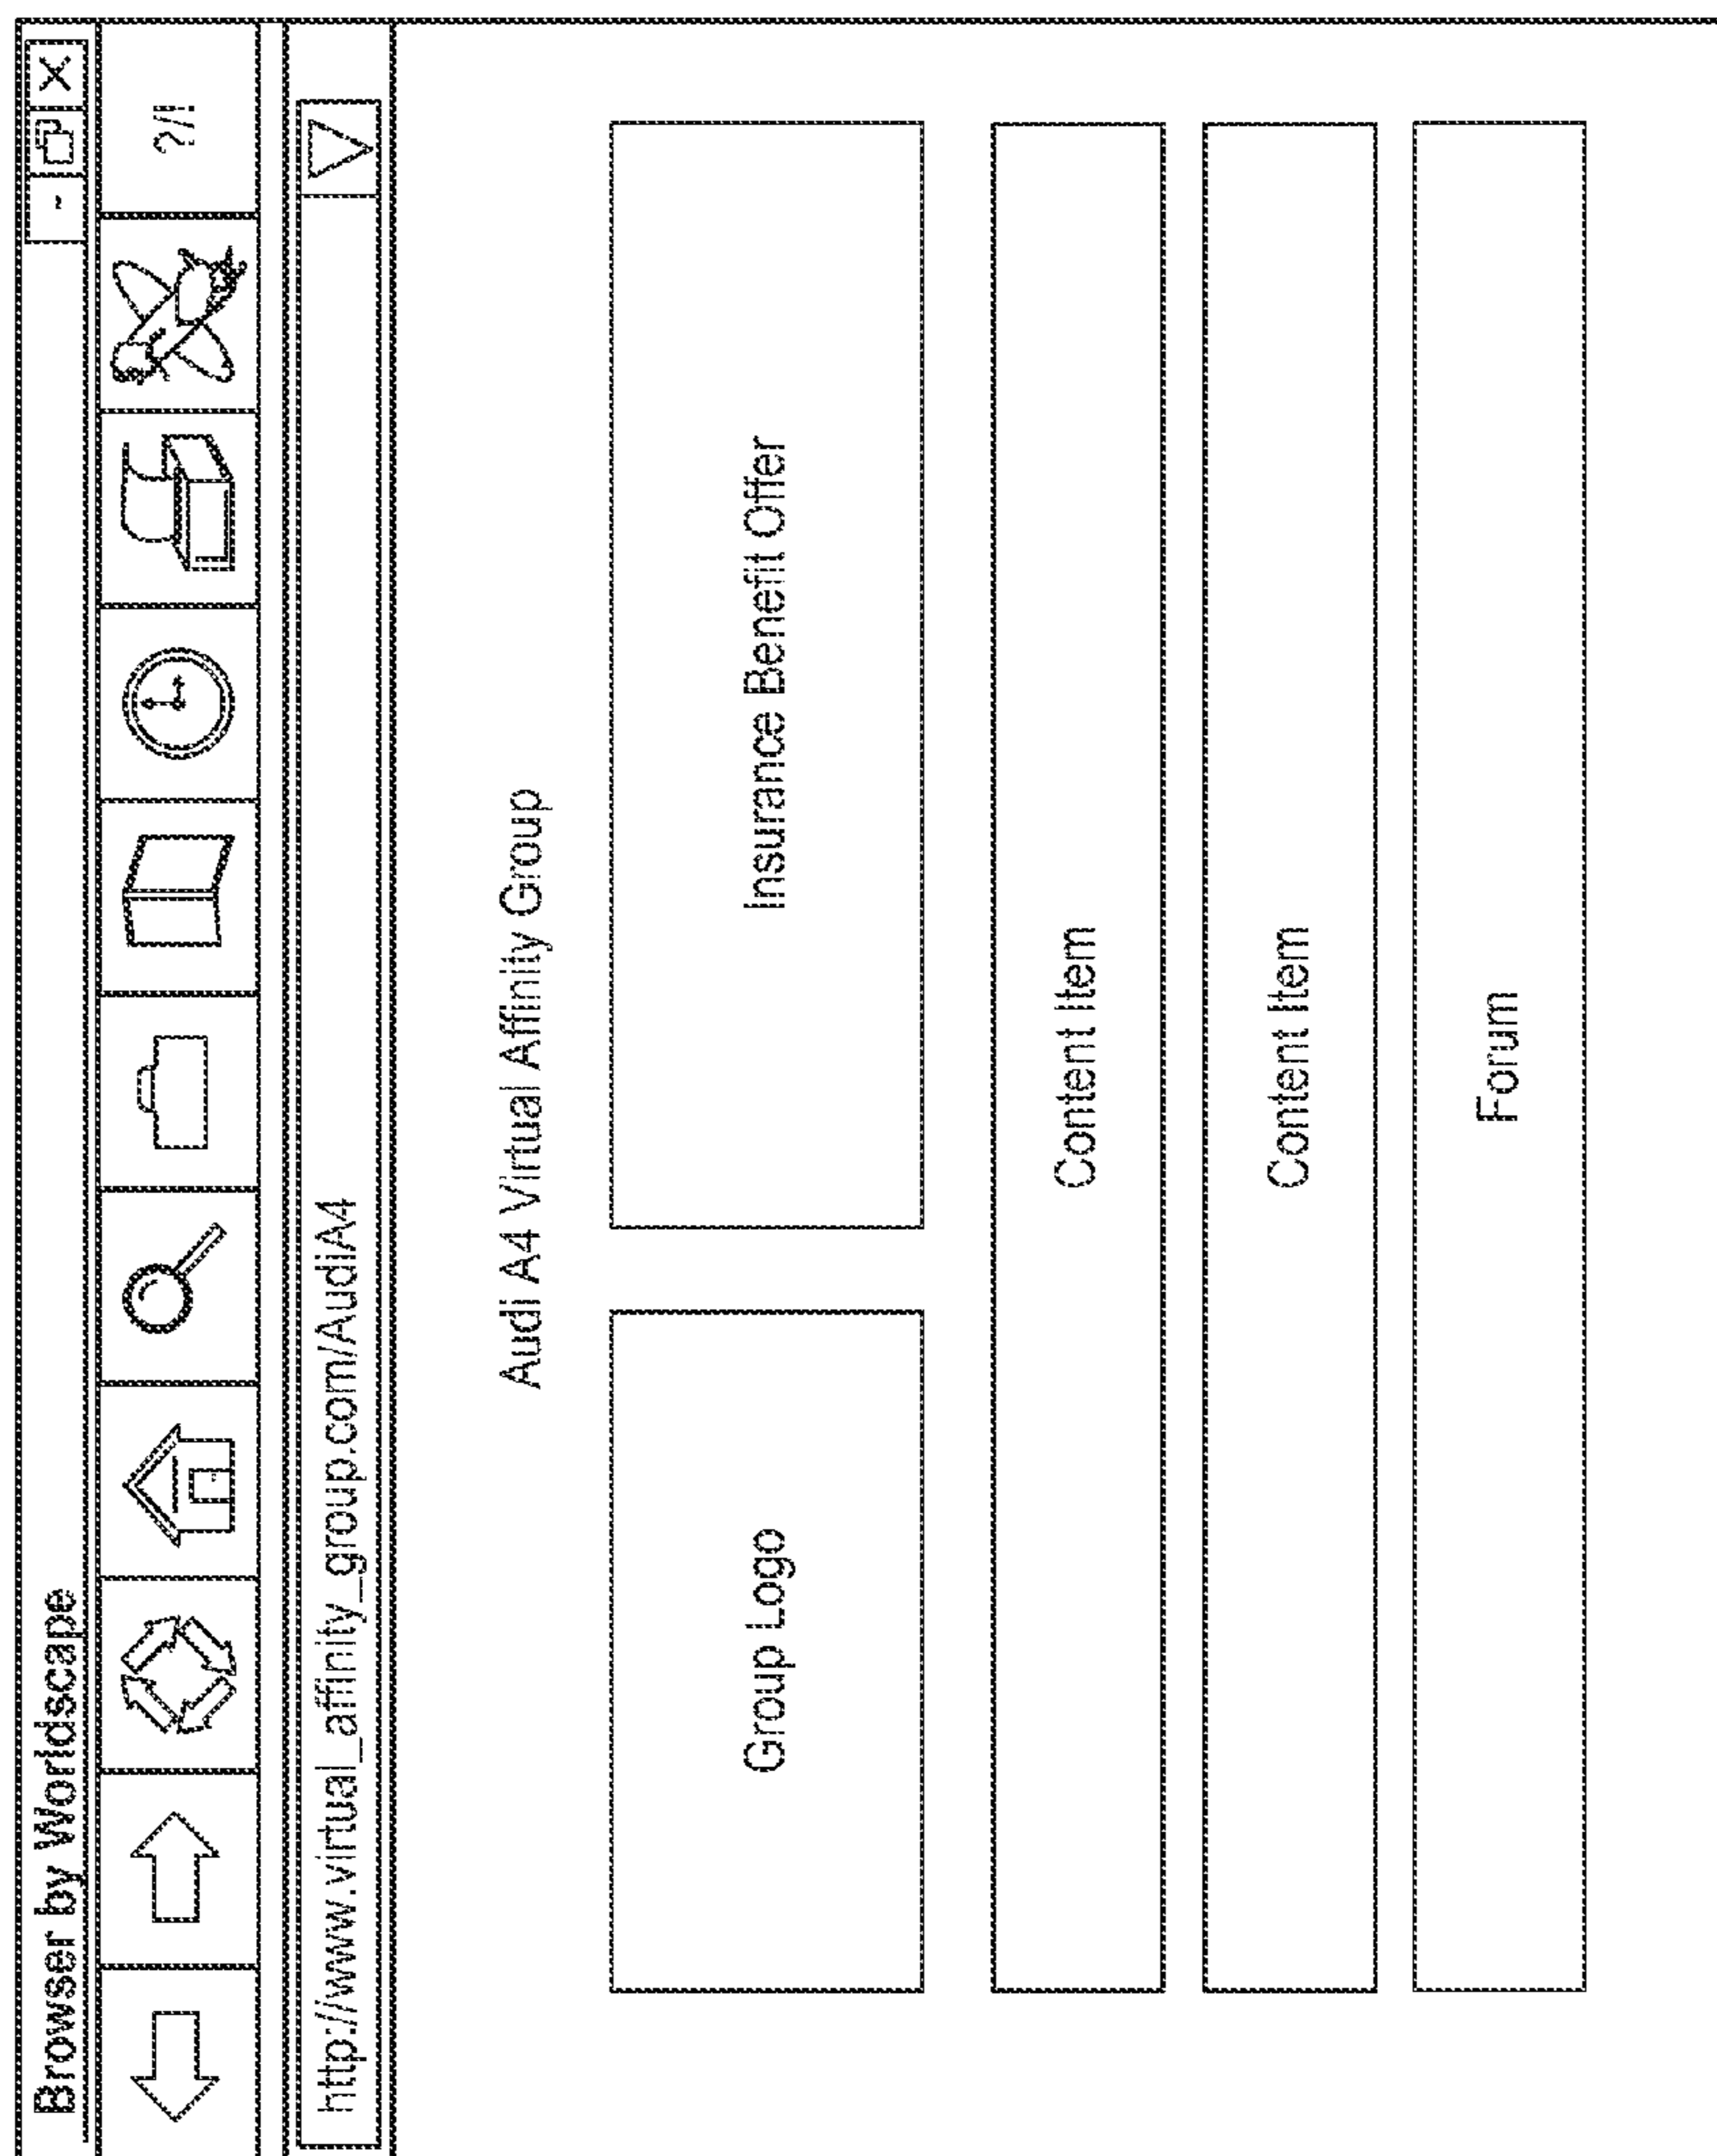 Browser by Worldscape
- X
?/!
http://www.virtual_affinity_group.com/AudiA4
Audi A4 Virtual Affinity Group
Group Logo
Insurance Benefit Offer
Content Item
Content Item
Forum